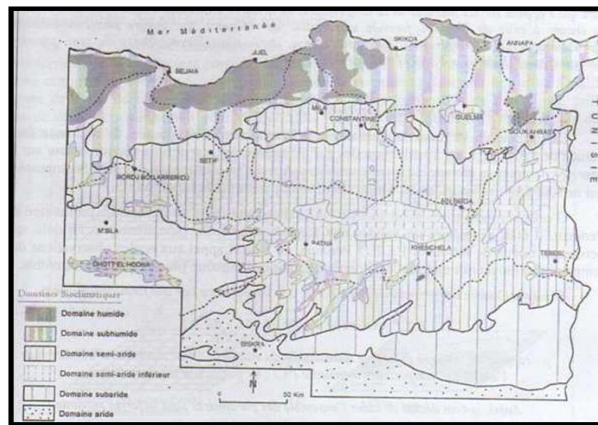 Mer Méditerranée
SKIKDA
ANNABA
JIJEL
BEJAIA
MILA
CONSTANTINE
GUELMA
SOUK AHRAS
TUNISIE
SETIF
BORDJ BOU ARRERIDJ
M'SILA
BATNA
KHENCHELA
CHOTT EL HODNA
BISKRA
Domaines Bioclimatiques
Domaine humide
Domaine subhumide
Domaine semi-aride
Domaine semi-aride inférieur
Domaine subaride
Domaine aride
N
0 50 Km